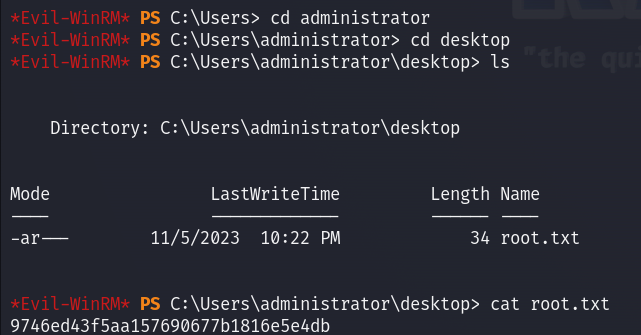 *Evil-WinRM* PS C:\Users> cd administrator
*Evil-WinRM* PS C:\Users\administrator> cd desktop
*Evil-WinRM* PS C:\Users\administrator\desktop> ls
"the qui
Directory: C:\Users\administrator\desktop
Mode                LastWriteTime         Length Name
----                -------------         ------ ----
-ar---        11/5/2023  10:22 PM             34 root.txt
*Evil-WinRM* PS C:\Users\administrator\desktop> cat root.txt
9746ed43f5aa157690677b1816e5e4db